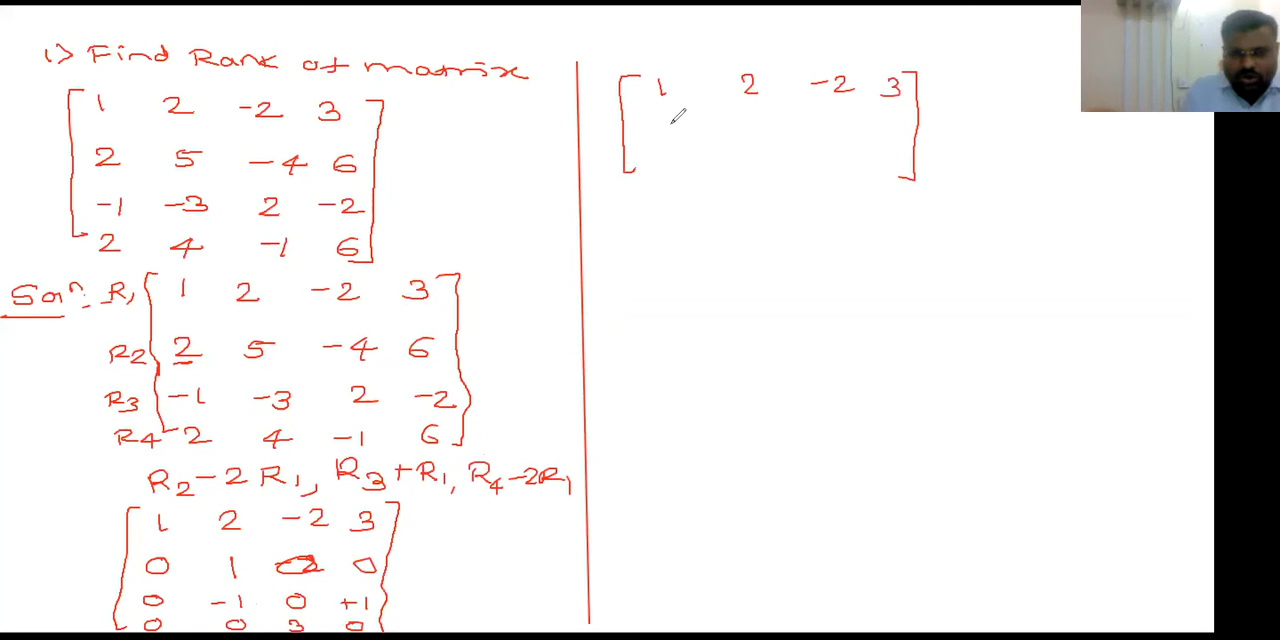 1) Find Rank of matrix
1 2 -2 3
2 5 -4 6
-1 -3 2 -2
2 4 -1 6
Soln: R1 1 2 -2 3
R2 2 5 -4 6
R3 -1 -3 2 -2
R4 2 4 -1 6
R2 - 2R1, R3 + R1, R4 - 2R1
1 2 -2 3
0 1 0 0
0 -1 0 +1
0 0 3 0
1 2 -2 3